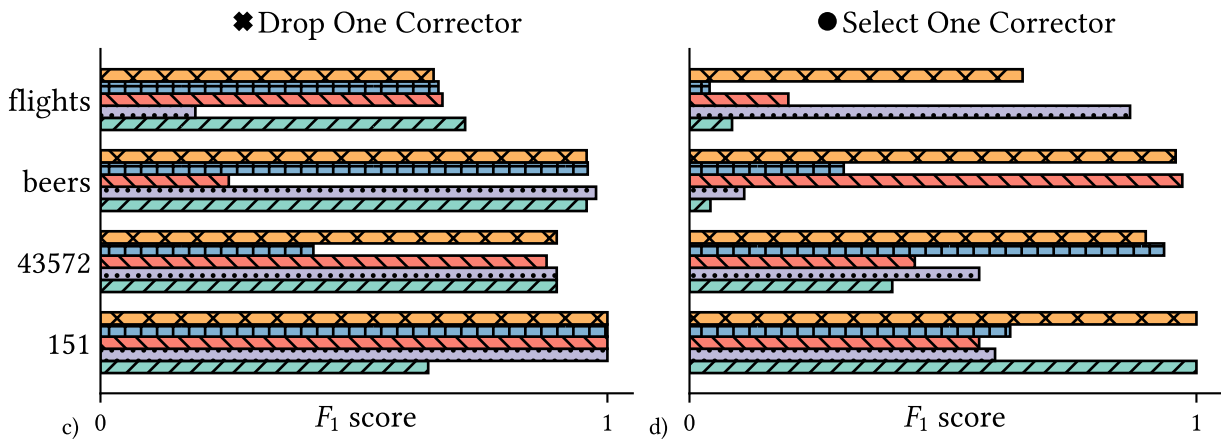 ✖ Drop One Corrector
flights
beers
43572
151
0
1
F1 score
c)
● Select One Corrector
0
1
F1 score
d)